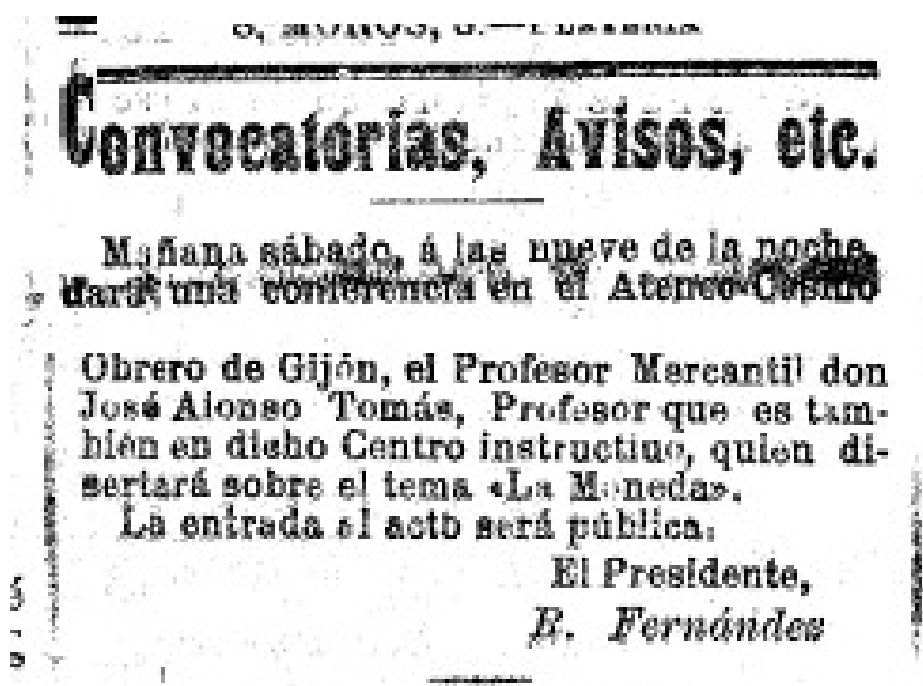 Convocatorias, Avisos, etc.
Mañana sábado, á las nueve de la noche,
dará una conferencia en el Ateneo-Casino
Obrero de Gijón, el Profesor Mercantil don
José Alonso Tomás, Profesor que es tam-
bién en dicho Centro instructiuo, quien di-
sertará sobre el tema «La Moneda».
La entrada al acto será pública.
El Presidente,
R. Fernández